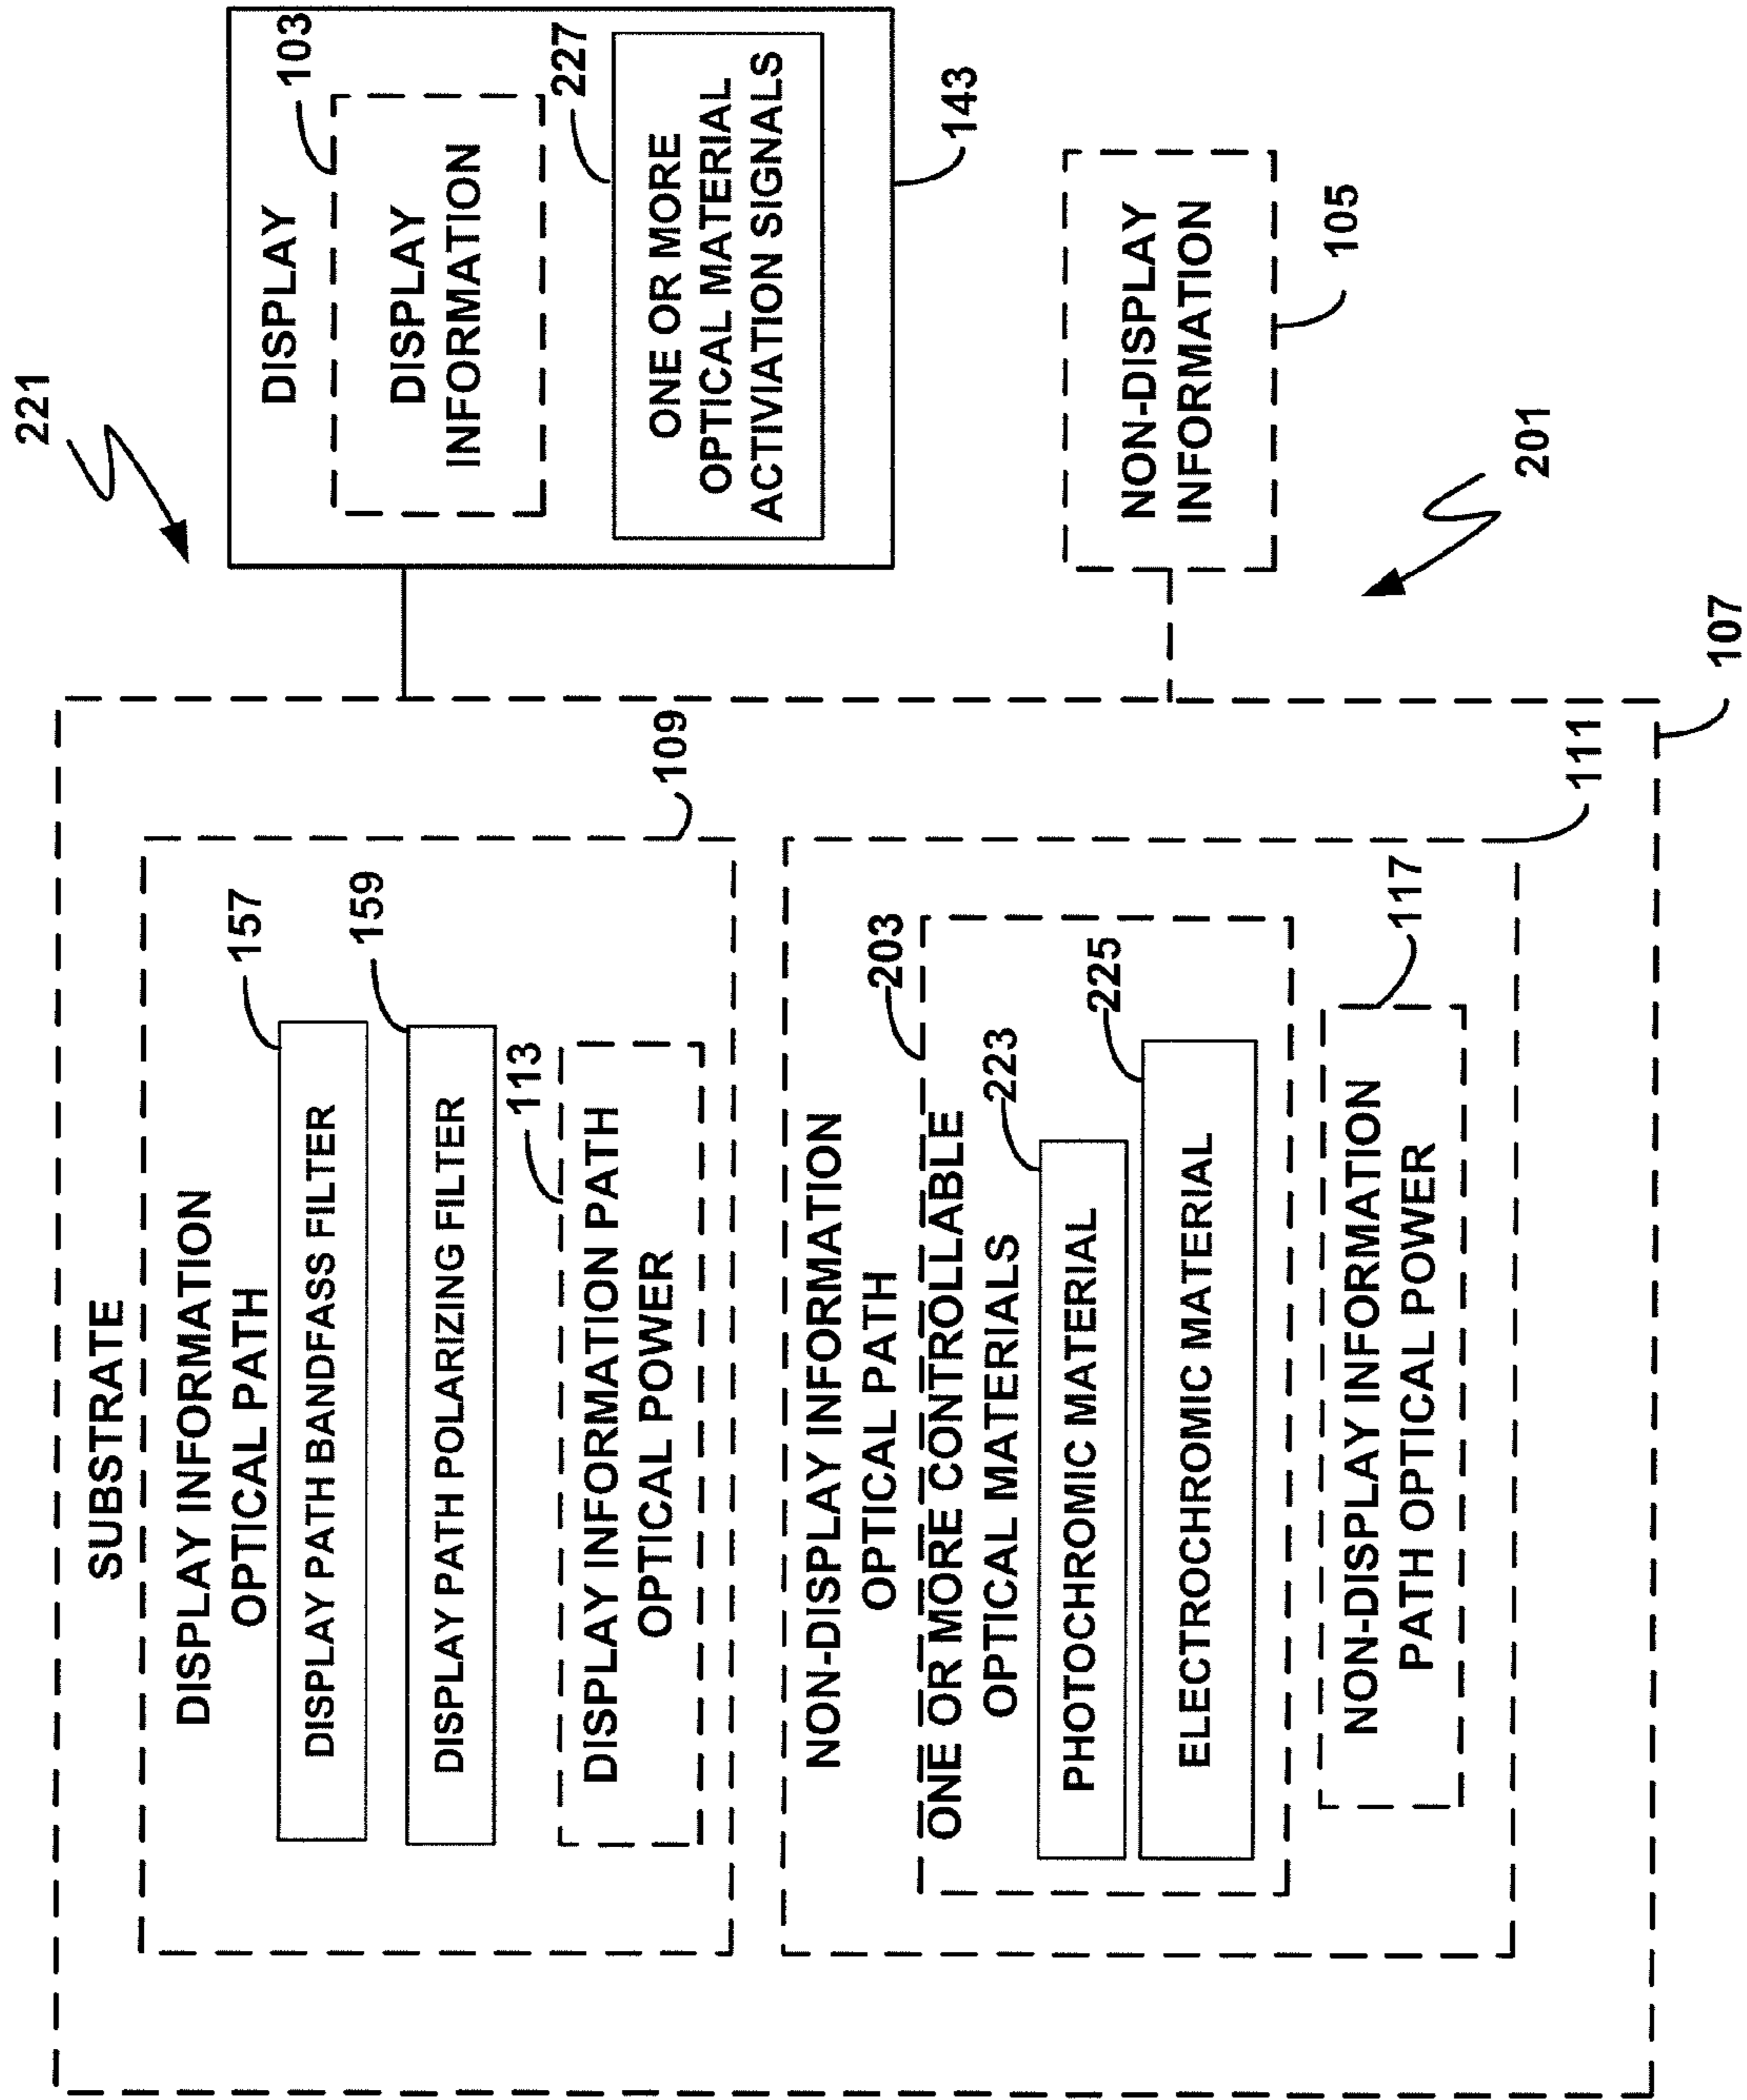 221
SUBSTRATE
DISPLAY INFORMATION
OPTICAL PATH
157
DISPLAY PATH BANDFASS FILTER
159
DISPLAY PATH POLARIZING FILTER
113
DISPLAY INFORMATION PATH
OPTICAL POWER
109
NON-DISPLAY INFORMATION
OPTICAL PATH
203
ONE OR MORE CONTROLLABLE
OPTICAL MATERIALS
223
PHOTOCHROMIC MATERIAL
225
ELECTROCHROMIC MATERIAL
117
NON-DISPLAY INFORMATION
PATH OPTICAL POWER
111
107
DISPLAY
103
DISPLAY
INFORMATION
227
ONE OR MORE
OPTICAL MATERIAL
ACTIVIATION SIGNALS
143
NON-DISPLAY
INFORMATION
105
201